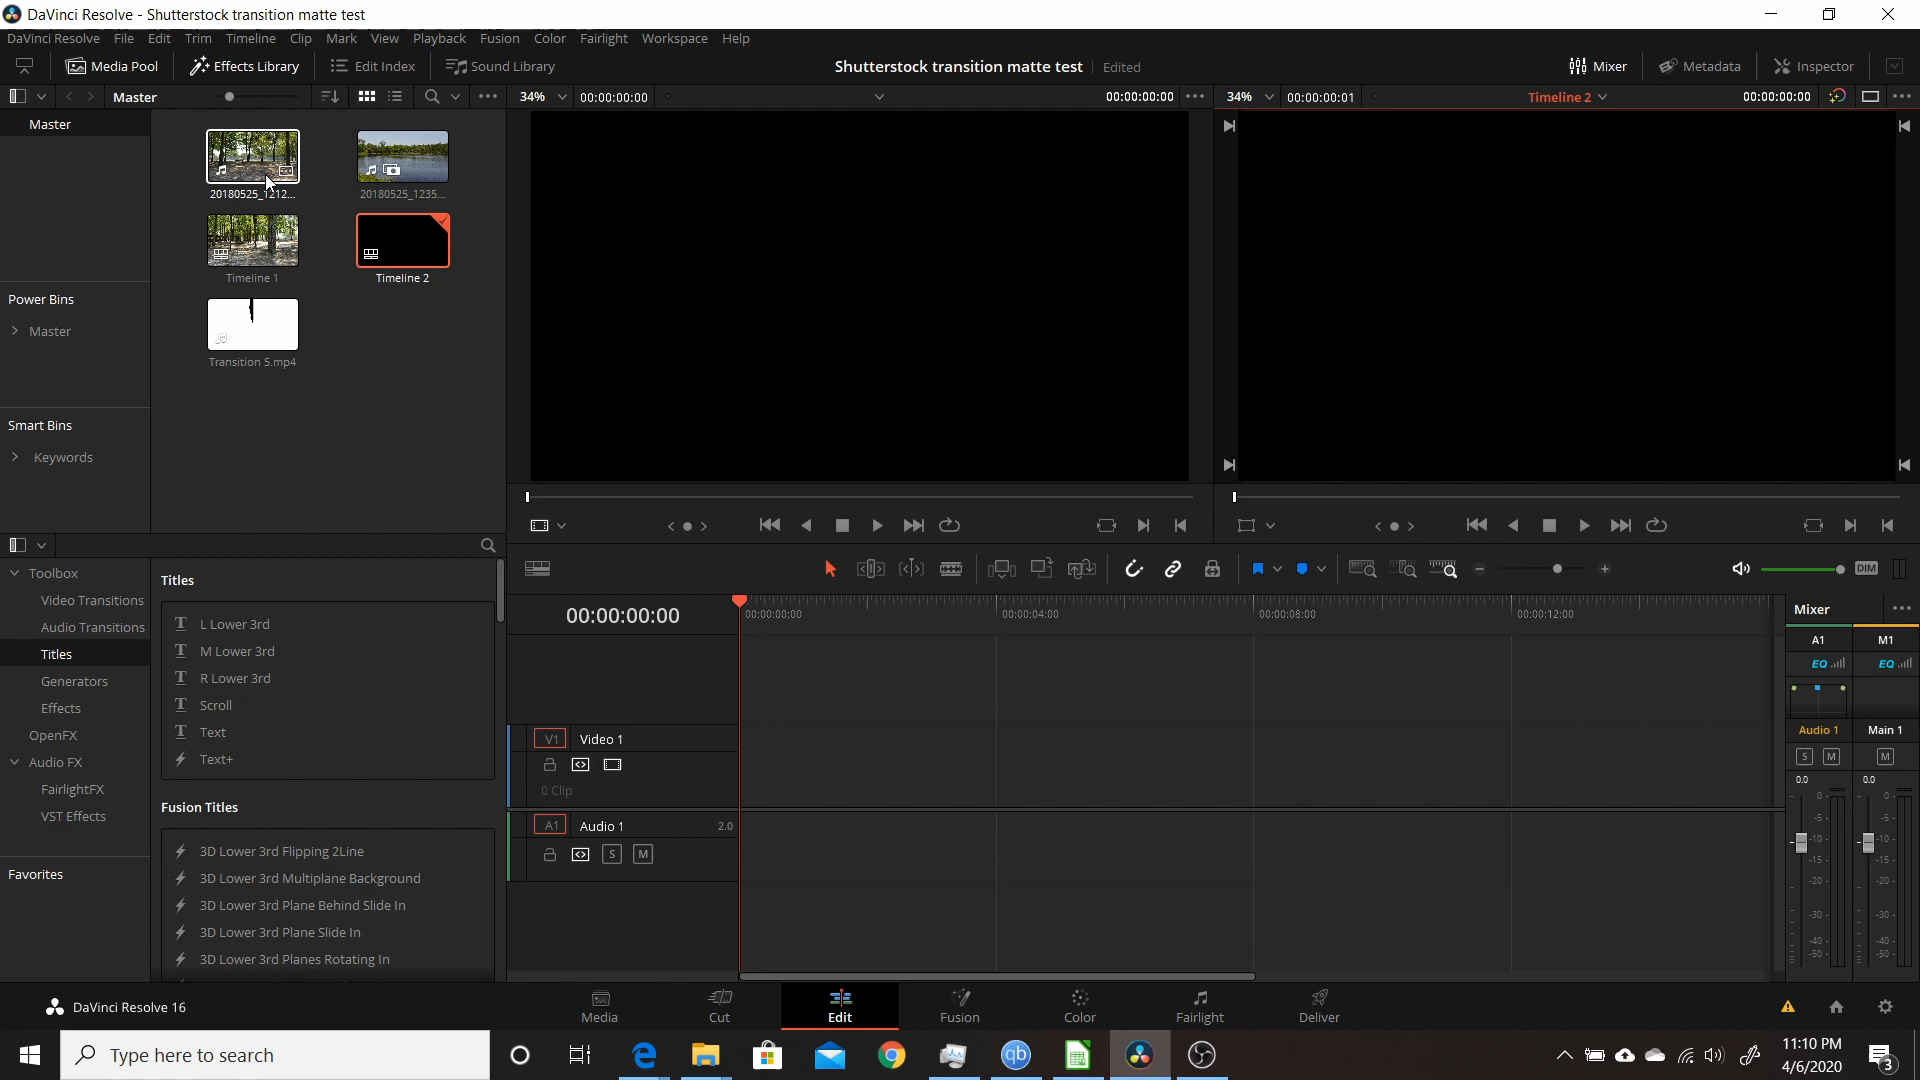 DaVinci Resolve - Shutterstock transition matte test
DaVinci Resolve File Edit Trim Timeline Clip Mark View Playback Fusion Color Fairlight Workspace Help
Media Pool Effects Library Edit Index Sound Library Shutterstock transition matte test Edited Mixer Metadata Inspector
Master 34% 00:00:00:00 00:00:00:00 34% 00:00:00:01 Timeline 2 00:00:00:00
Master
20180525_1212... 20180525_1235...
Timeline 1 Timeline 2
Transition 5.mp4
Power Bins
Master
Smart Bins
Keywords
Toolbox
Video Transitions
Audio Transitions
Titles
Generators
Effects
OpenFX
Audio FX
FairlightFX
VST Effects
Favorites
Titles
L Lower 3rd
M Lower 3rd
R Lower 3rd
Scroll
Text
Text+
Fusion Titles
3D Lower 3rd Flipping 2Line
3D Lower 3rd Multiplane Background
3D Lower 3rd Plane Behind Slide In
3D Lower 3rd Plane Slide In
3D Lower 3rd Planes Rotating In
DIM
00:00:00:00 00:00:00:00 00:00:04:00 00:00:08:00 00:00:12:00
V1 Video 1
0 Clip
A1 Audio 1 2.0
S M
Mixer
A1 M1
EQ EQ
Audio 1 Main 1
S M M
0.0 0.0
0- 0-
-5- -5-
-10- -10-
-15- -15-
-20- -20-
-30- -30-
-40- -40-
-50- -50-
DaVinci Resolve 16 Media Cut Edit Fusion Color Fairlight Deliver
Type here to search
qb
11:10 PM
4/6/2020
3